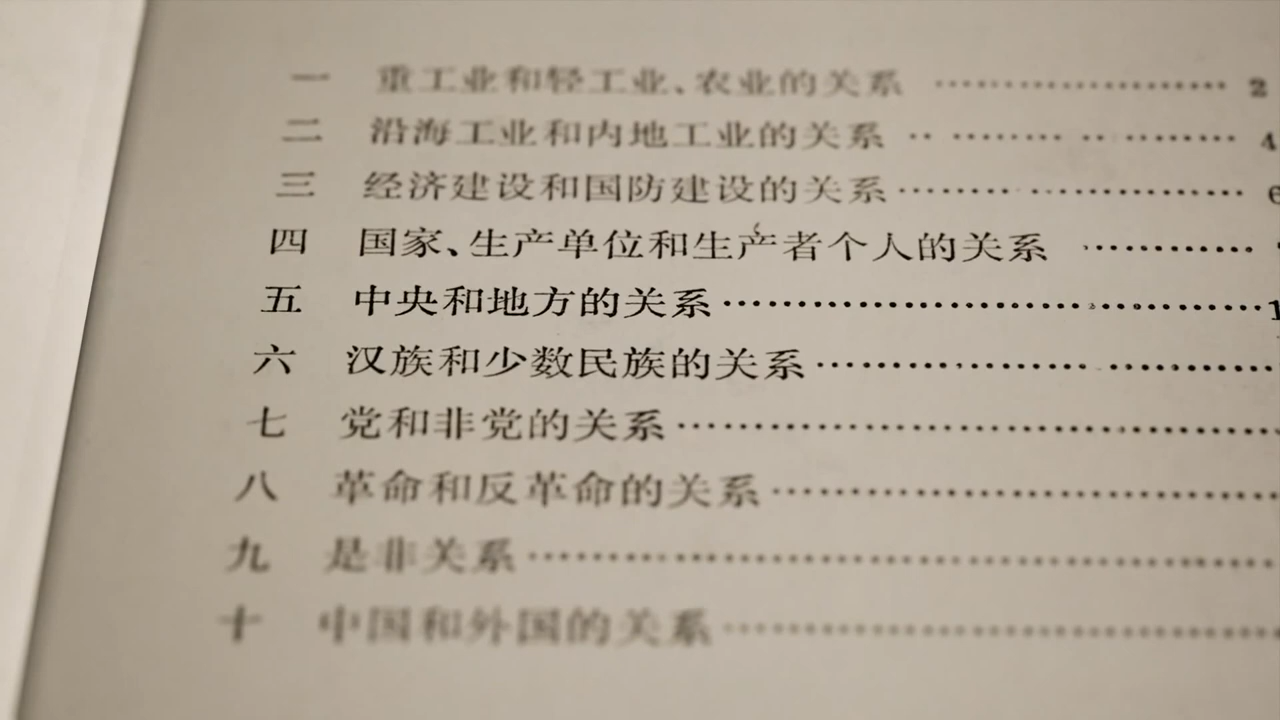 一 重工业和轻工业、农业的关系 ………………… 2
二 沿海工业和内地工业的关系 ………………… 4
三 经济建设和国防建设的关系 ………………… 6
四 国家、生产单位和生产者个人的关系 …………
五 中央和地方的关系 ………………………… 1
六 汉族和少数民族的关系 …………………………
七 党和非党的关系 …………………………
八 革命和反革命的关系 …………………………
九 是非关系 …………………………
十 中国和外国的关系 …………………………